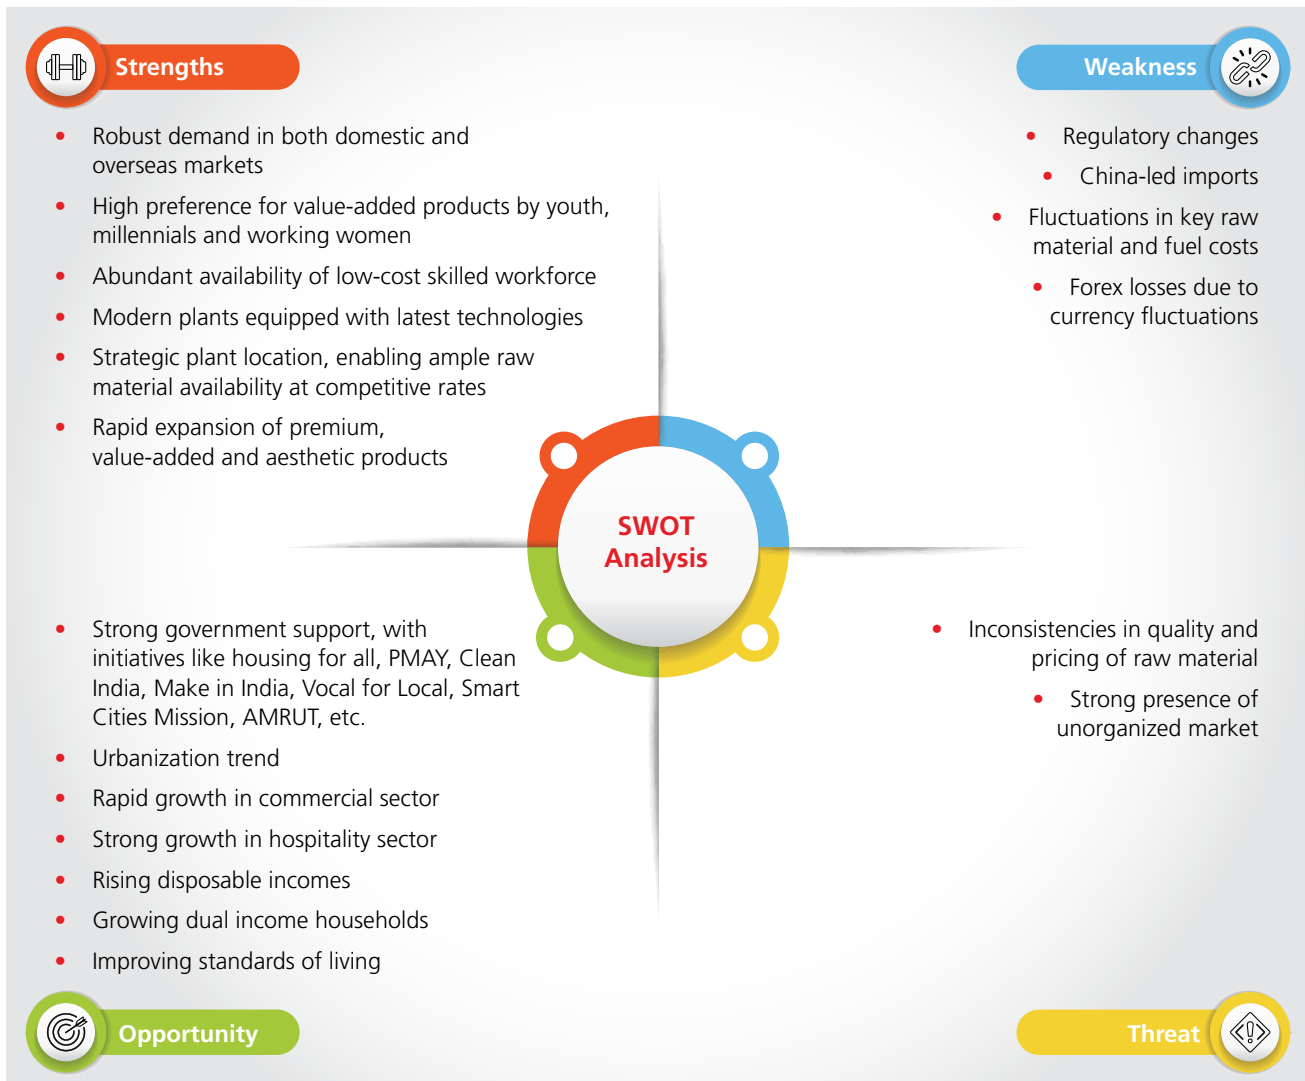 Strengths
• Robust demand in both domestic and
overseas markets
• High preference for value-added products by youth,
millennials and working women
• Abundant availability of low-cost skilled workforce
• Modern plants equipped with latest technologies
• Strategic plant location, enabling ample raw
material availability at competitive rates
• Rapid expansion of premium,
value-added and aesthetic products
Weakness
• Regulatory changes
• China-led imports
• Fluctuations in key raw
material and fuel costs
• Forex losses due to
currency fluctuations
SWOT
Analysis
• Strong government support, with
initiatives like housing for all, PMAY, Clean
India, Make in India, Vocal for Local, Smart
Cities Mission, AMRUT, etc.
• Urbanization trend
• Rapid growth in commercial sector
• Strong growth in hospitality sector
• Rising disposable incomes
• Growing dual income households
• Improving standards of living
Opportunity
• Inconsistencies in quality and
pricing of raw material
• Strong presence of
unorganized market
Threat